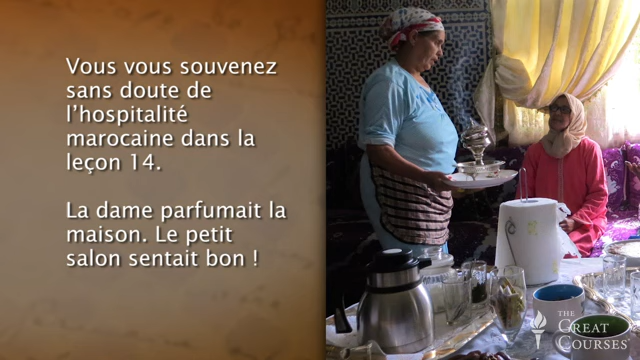 Vous vous souvenez
sans doute de
l’hospitalité
marocaine dans la
leçon 14.
La dame parfumait la
maison. Le petit
salon sentait bon !
THE
GREAT
COURSES®